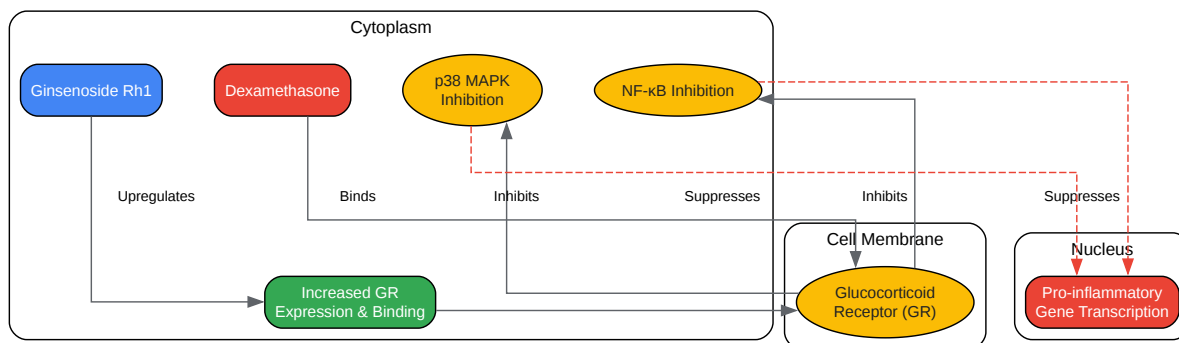 Cytoplasm
Ginsenoside Rh1
Dexamethasone
p38 MAPK
Inhibition
NF-κB Inhibition
Upregulates
Binds
Inhibits
Suppresses
Inhibits
Suppresses
Cell Membrane
Nucleus
Increased GR
Expression & Binding
Glucocorticoid
Receptor (GR)
Pro-inflammatory
Gene Transcription